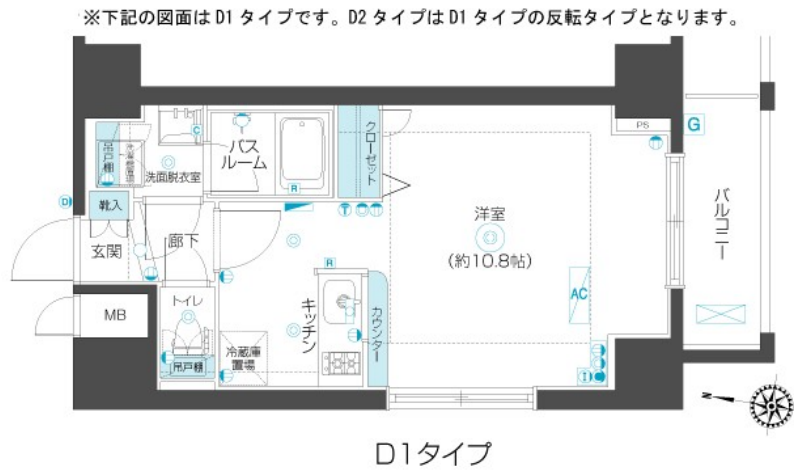 ※下記の図面はD1タイプです。D2タイプはD1タイプの反転タイプとなります。
PS
G
吊戸棚
洗濯機置場
C
バス
ルーム
クローゼット
洗面脱衣室
R
靴入
D
T
玄関
廊下
洋室
(約10.8帖)
バルコニー
R
AC
MB
トイレ
キッチン
カウンター
冷蔵庫
置場
吊戸棚
I
N
D1タイプ